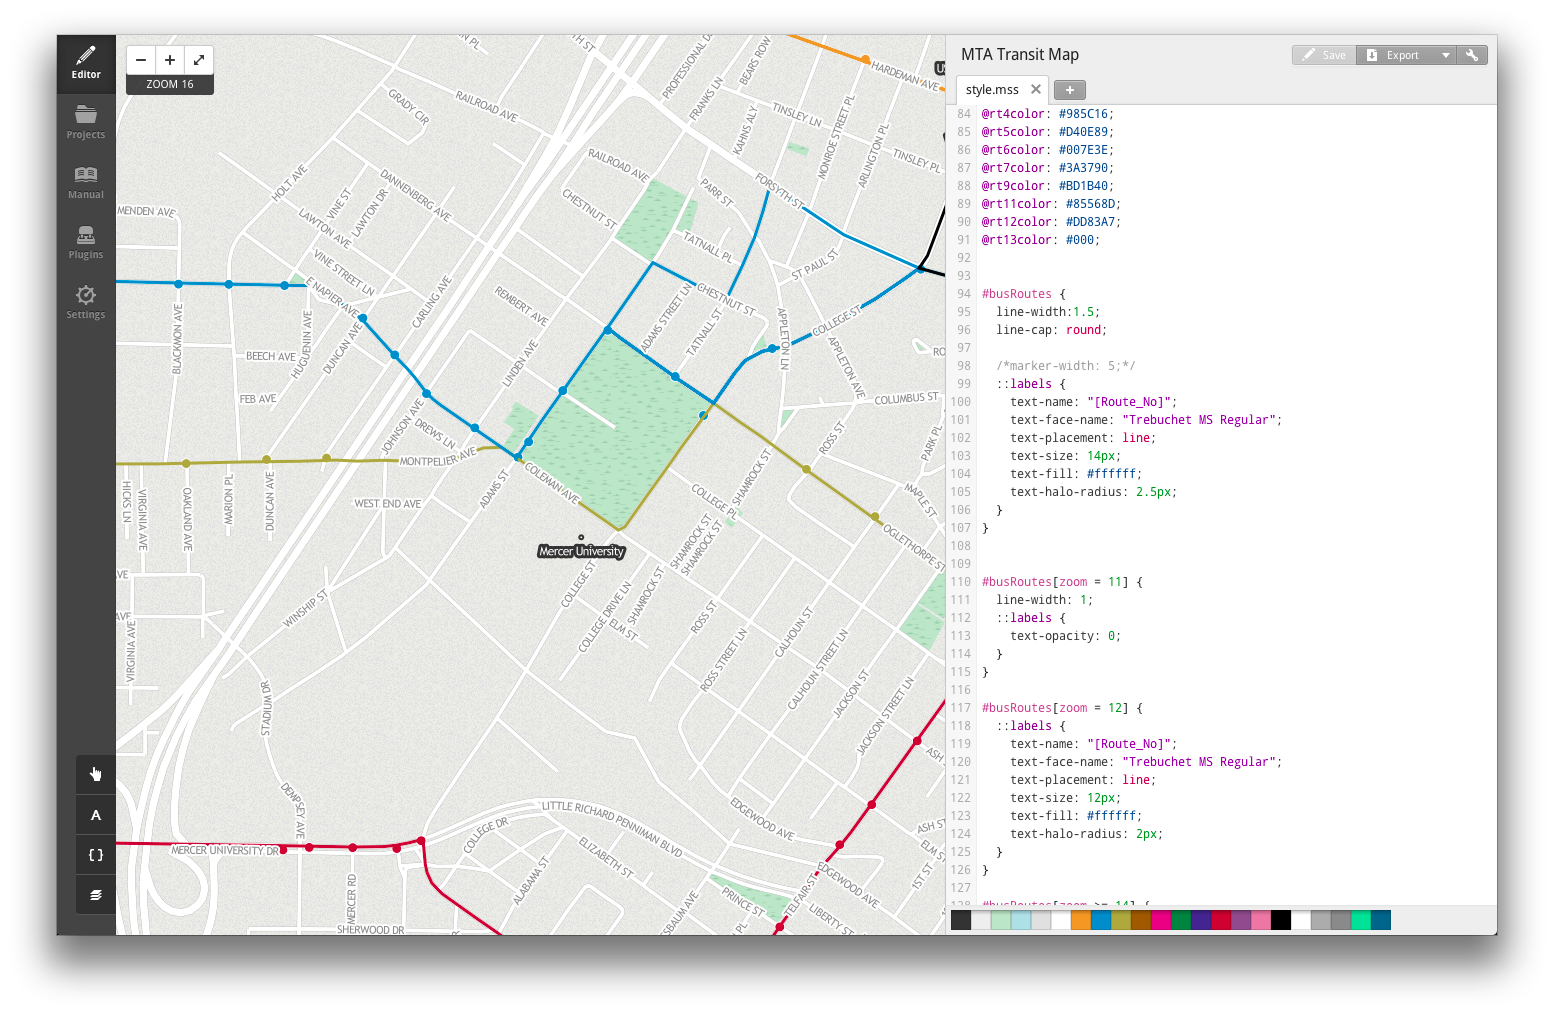 Editor
Projects
Manual
Plugins
Settings
ZOOM 16
A
MTA Transit Map
Save
Export
style.mss
84 @rt4color: #985C16;
85 @rt5color: #D40E89;
86 @rt6color: #007E3E;
87 @rt7color: #3A3790;
88 @rt9color: #BD1B40;
89 @rt11color: #85568D;
90 @rt12color: #DD83A7;
91 @rt13color: #000;
92
93
94 #busRoutes {
95 line-width:1.5;
96 line-cap: round;
97
98 /*marker-width: 5;*/
99 ::labels {
100 text-name: "[Route_No]";
101 text-face-name: "Trebuchet MS Regular";
102 text-placement: line;
103 text-size: 14px;
104 text-fill: #ffffff;
105 text-halo-radius: 2.5px;
106 }
107 }
108
109
110 #busRoutes[zoom = 11] {
111 line-width: 1;
112 ::labels {
113 text-opacity: 0;
114 }
115 }
116
117 #busRoutes[zoom = 12] {
118 ::labels {
119 text-name: "[Route_No]";
120 text-face-name: "Trebuchet MS Regular";
121 text-placement: line;
122 text-size: 12px;
123 text-fill: #ffffff;
124 text-halo-radius: 2px;
125 }
126 }
127
128 #busRoutes[zoom >= 14] {
PROFESSIONAL
BEARS ROW
HARDEMAN AVE
GRADY CIR
RAILROAD AVE
FRANKS LN
TINSLEY LN
KAHNS ALY
MONROE STREET PL
ARLINGTON PL
TINSLEY PL
RAILROAD AVE
HOLT AVE
VINE ST
LAWTON DR
DANNENBERG AVE
CHESTNUT ST
PARR ST
FORSYTH ST
MENDEN AVE
LAWTON AVE
TATNALL PL
ST PAUL ST
VINE STREET LN
E NAPIER AVE
CARLING AVE
REMBERT AVE
ADAMS STREET LN
CHESTNUT ST
TATNALL ST
APPLETON LN
COLLEGE ST
APPLETON AVE
BLACKMON AVE
BEECH AVE
HUGUENIN AVE
DUNCAN AVE
LINDEN AVE
FEB AVE
COLUMBUS ST
JOHNSON AVE
DREWS LN
ROSS ST
PARK PL
MONTPELIER AVE
COLEMAN AVE
ADAMS ST
SHAMROCK ST
COLLEGE PL
MAPLE ST
HICKS LN
VIRGINIA AVE
OAKLAND AVE
MARION PL
DUNCAN AVE
WEST END AVE
OGLETHORPE ST
Mercer University
SHAMROCK ST
SHAMROCK ST
COLLEGE ST
COLLEGE DRIVE LN
SHAMROCK ST
ELM ST
ROSS ST
WINSHIP ST
VIRGINIA AVE
ROSS STREET LN
CALHOUN ST
CALHOUN STREET LN
JACKSON ST
JACKSON STREET LN
STADIUM DR
ASH
DEMPSEY AVE
LITTLE RICHARD PENNIMAN BLVD
EDGEWOOD AVE
ASH ST
ELM
COLLEGE DR
MERCER UNIVERSITY DR
ELIZABETH ST
EDGEWOOD AVE
1ST ST
ALABAMA ST
MERCER RD
PRINCE ST
TELFAIR ST
LIBERTY ST
SHERWOOD DR
SBAUM AVE